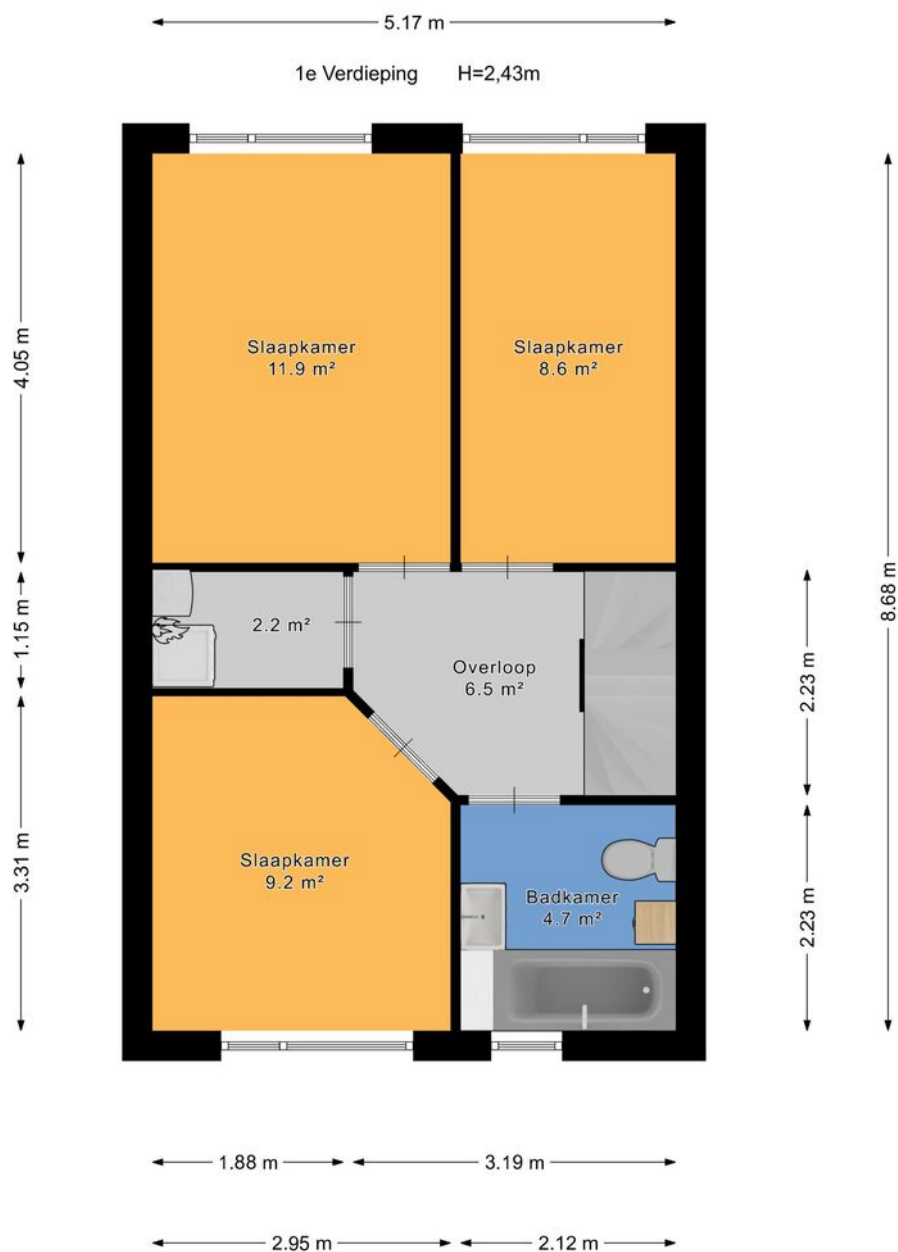 5.17 m
1e Verdieping H=2,43m
4.05 m
1.15 m
3.31 m
8.68 m
2.23 m
2.23 m
Slaapkamer
11.9 m²
Slaapkamer
8.6 m²
2.2 m²
Overloop
6.5 m²
Slaapkamer
9.2 m²
Badkamer
4.7 m²
1.88 m
3.19 m
2.95 m
2.12 m